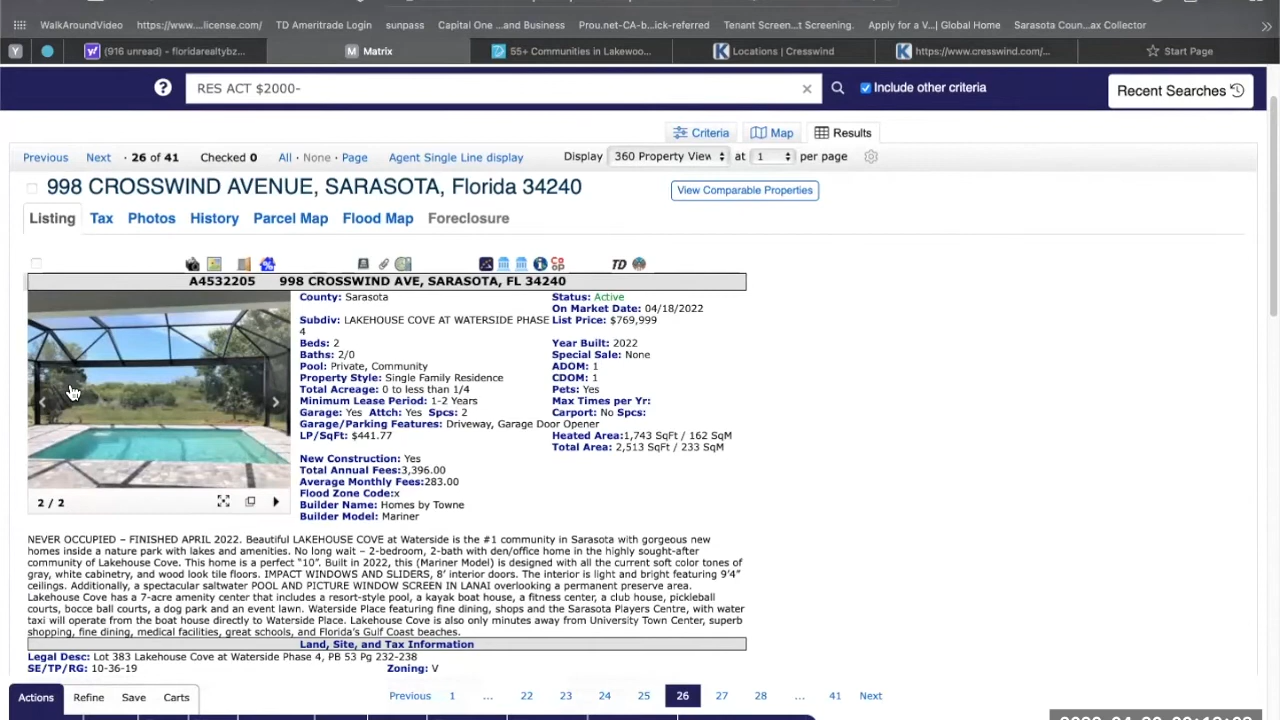 WalkAroundVideo https://www....license.com/ TD Ameritrade Login sunpass Capital One ...and Business Prou.net-CA-b...ick-referred Tenant Screen...t Screening. Apply for a V...| Global Home Sarasota Coun...ax Collector
Y (916 unread) - floridarealtybz... M Matrix 55+ Communities in Lakewoo... K Locations | Cresswind K https://www.cresswind.com/... Start Page
? RES ACT $2000- × Include other criteria Recent Searches
Criteria Map Results
Previous Next · 26 of 41 Checked 0 All · None · Page Agent Single Line display Display 360 Property View at 1 per page
998 CROSSWIND AVENUE, SARASOTA, Florida 34240 View Comparable Properties
Listing Tax Photos History Parcel Map Flood Map Foreclosure
CO OP TD
A4532205 998 CROSSWIND AVE, SARASOTA, FL 34240
County: Sarasota Status: Active
On Market Date: 04/18/2022
Subdiv: LAKEHOUSE COVE AT WATERSIDE PHASE List Price: $769,999
4
Beds: 2 Year Built: 2022
Baths: 2/0 Special Sale: None
Pool: Private, Community ADOM: 1
Property Style: Single Family Residence CDOM: 1
Total Acreage: 0 to less than 1/4 Pets: Yes
Minimum Lease Period: 1-2 Years Max Times per Yr:
Garage: Yes Attch: Yes Spcs: 2 Carport: No Spcs:
Garage/Parking Features: Driveway, Garage Door Opener
LP/SqFt: $441.77 Heated Area:1,743 SqFt / 162 SqM
Total Area: 2,513 SqFt / 233 SqM
New Construction: Yes
Total Annual Fees:3,396.00
Average Monthly Fees:283.00
Flood Zone Code:x
2 / 2 Builder Name: Homes by Towne
Builder Model: Mariner
NEVER OCCUPIED – FINISHED APRIL 2022. Beautiful LAKEHOUSE COVE at Waterside is the #1 community in Sarasota with gorgeous new
homes inside a nature park with lakes and amenities. No long wait – 2-bedroom, 2-bath with den/office home in the highly sought-after
community of Lakehouse Cove. This home is a perfect "10". Built in 2022, this (Mariner Model) is designed with all the current soft color tones of
gray, white cabinetry, and wood look tile floors. IMPACT WINDOWS AND SLIDERS, 8' interior doors. The interior is light and bright featuring 9'4"
ceilings. Additionally, a spectacular saltwater POOL AND PICTURE WINDOW SCREEN IN LANAI overlooking a permanent preserve area.
Lakehouse Cove has a 7-acre amenity center that includes a resort-style pool, a kayak boat house, a fitness center, a club house, pickleball
courts, bocce ball courts, a dog park and an event lawn. Waterside Place featuring fine dining, shops and the Sarasota Players Centre, with water
taxi will operate from the boat house directly to Waterside Place. Lakehouse Cove is also only minutes away from University Town Center, superb
shopping, fine dining, medical facilities, great schools, and Florida's Gulf Coast beaches.
Land, Site, and Tax Information
Legal Desc: Lot 383 Lakehouse Cove at Waterside Phase 4, PB 53 Pg 232-238
SE/TP/RG: 10-36-19 Zoning: V
Actions Refine Save Carts Previous 1 ... 22 23 24 25 26 27 28 ... 41 Next